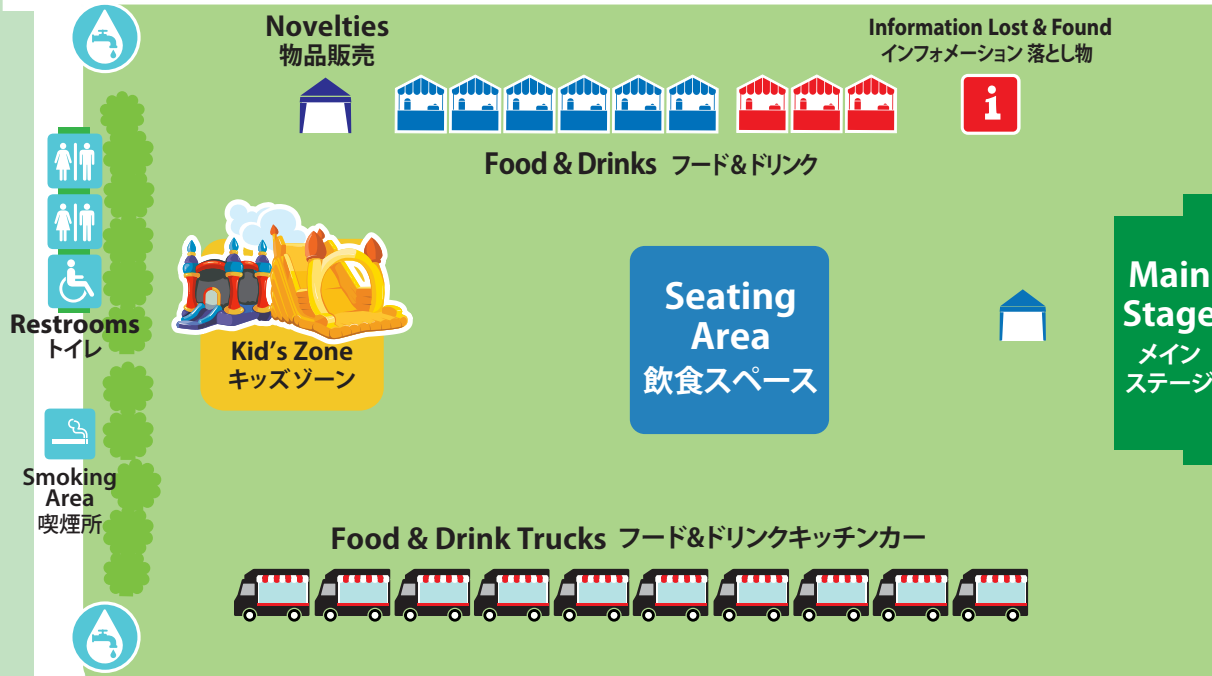 Novelties
物品販売
Information Lost & Found
インフォメーション 落とし物
Food & Drinks フード&ドリンク
Restrooms
トイレ
Kid's Zone
キッズゾーン
Seating
Area
飲食スペース
Main
Stage
メイン
ステージ
Smoking
Area
喫煙所
Food & Drink Trucks フード&ドリンクキッチンカー